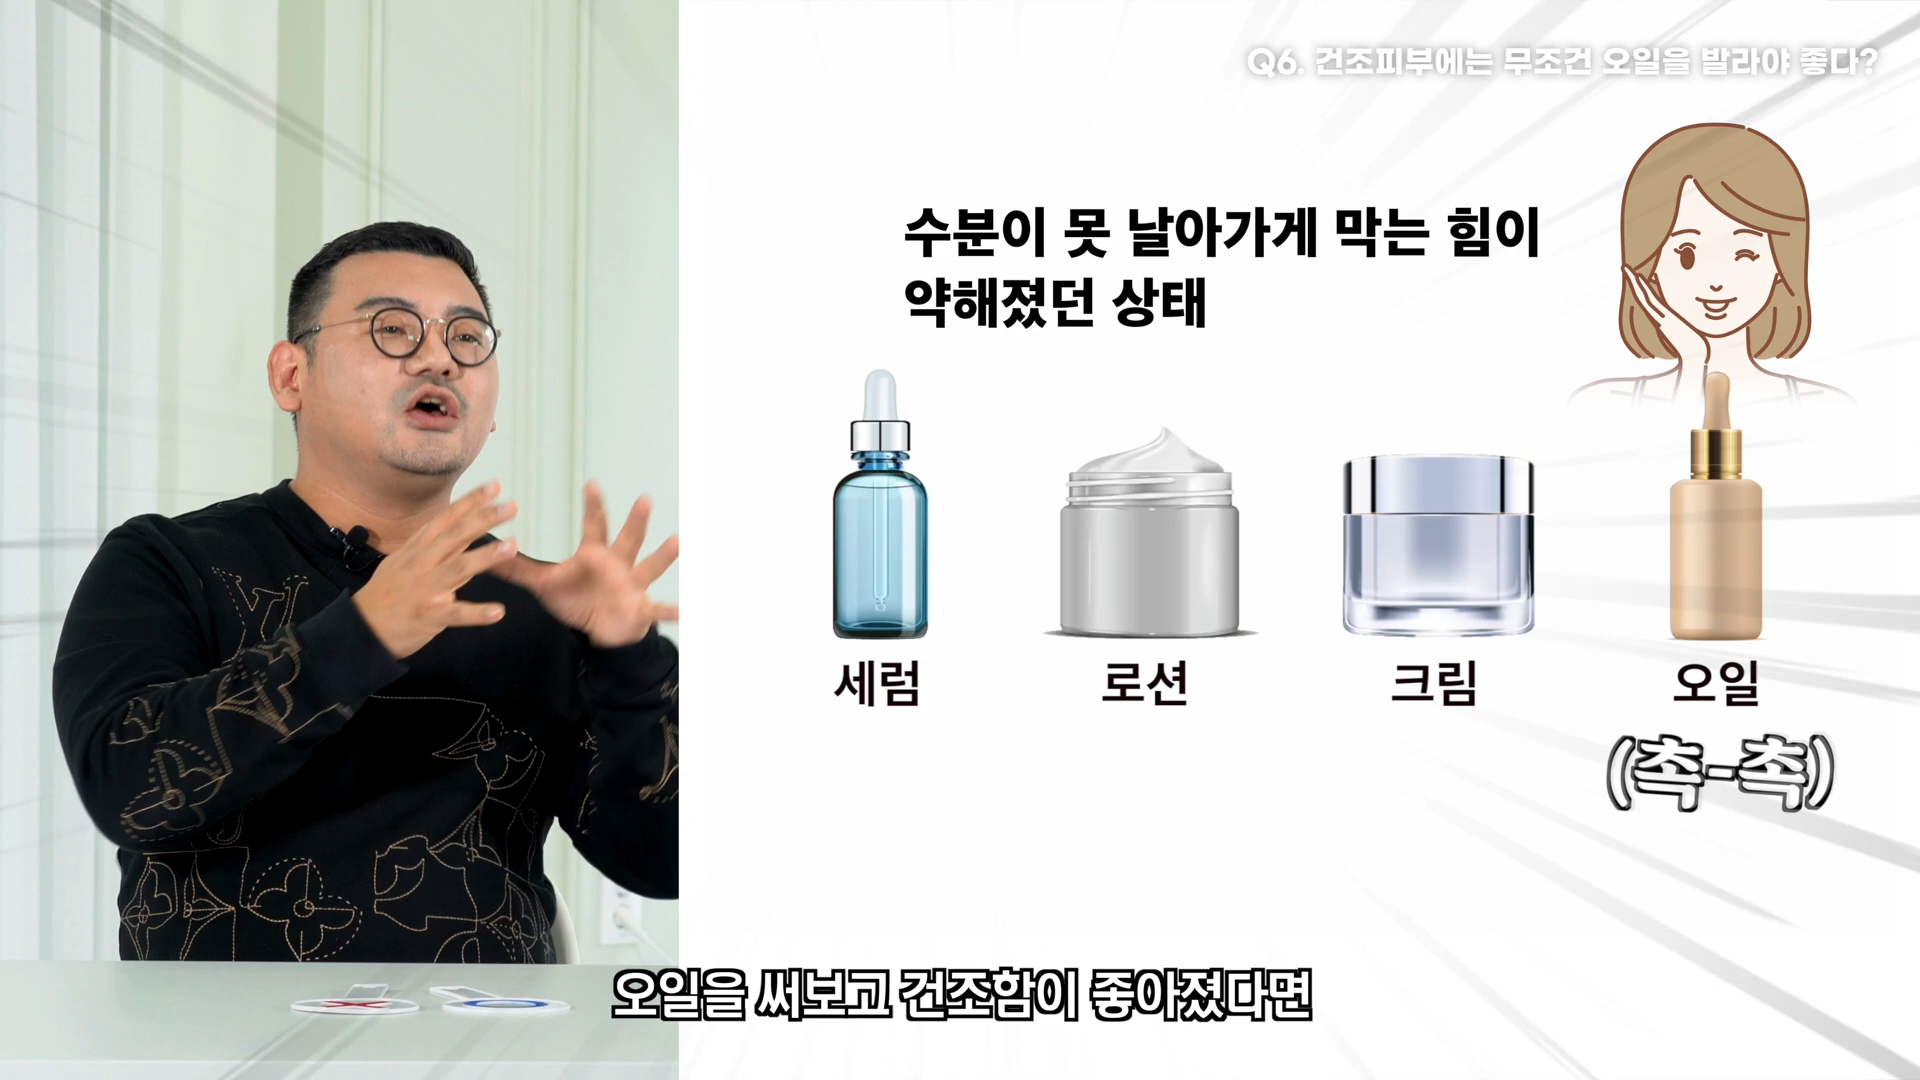 Q6. 건조피부에는 무조건 오일을 발라야 좋다?
수분이 못 날아가게 막는 힘이
약해졌던 상태
세럼
로션
크림
오일
(촉-촉)
오일을 써보고 건조함이 좋아졌다면